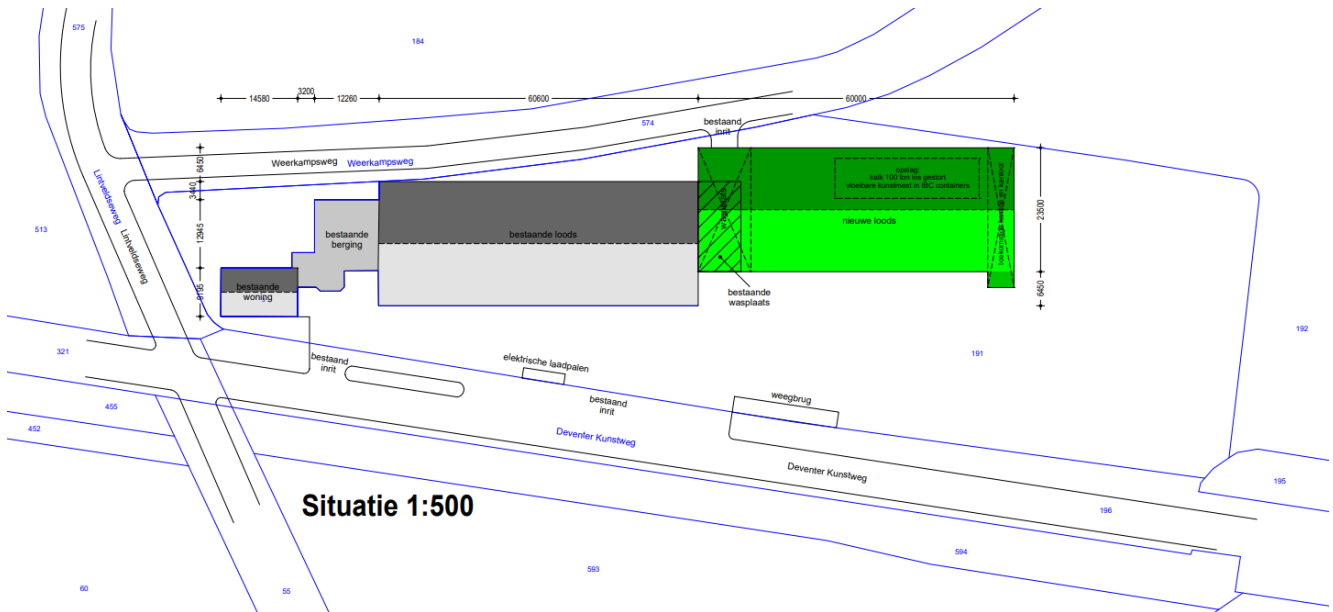 575
184
3200
14580
12260
60600
60000
574
bestaand
inrit
Weerkampsweg
Weerkampsweg
6450
3440
12945
9195
Lintveldseweg
Lintveldseweg
513
bestaande
berging
bestaande loods
bestaande
woning
opslag:
kalk 100 ton los gestort
vloeibare kunstmest in IBC containers
nieuwe loods
wasplaats
23500
6450
bestaande
wasplaats
192
191
321
bestaand
inrit
elektrische laadpalen
bestaand
inrit
weegbrug
455
452
Deventer Kunstweg
Deventer Kunstweg
195
196
Situatie 1:500
594
593
60
55